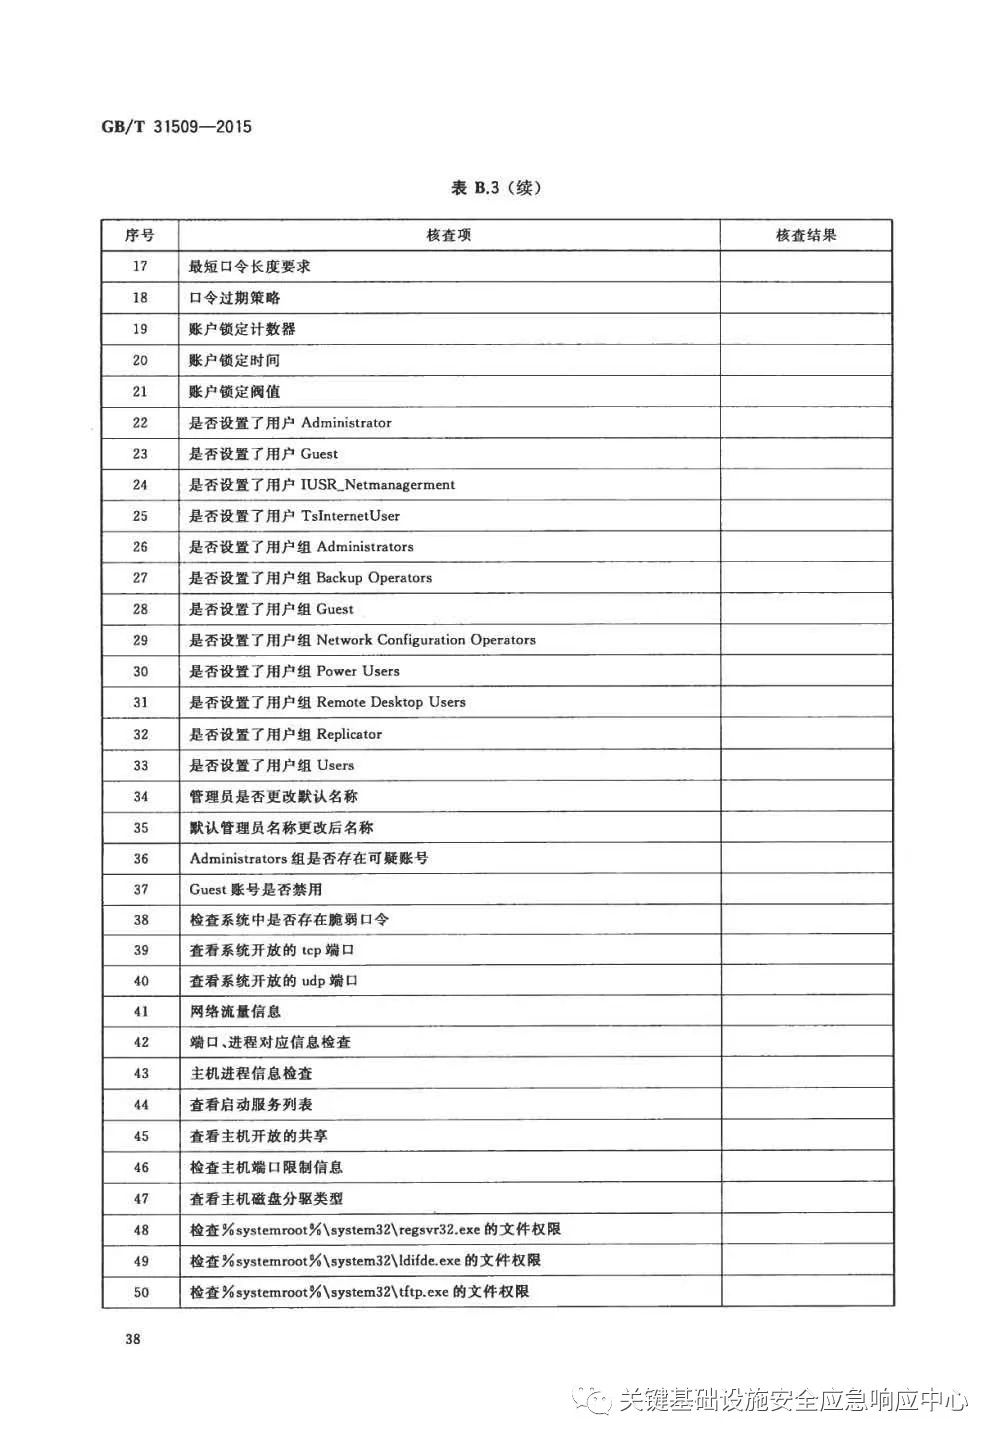 GB/T 31509—2015
表 B.3（续）
序号 核查项 核查结果
17 最短口令长度要求
18 口令过期策略
19 账户锁定计数器
20 账户锁定时间
21 账户锁定阀值
22 是否设置了用户 Administrator
23 是否设置了用户 Guest
24 是否设置了用户 IUSR_Netmanagerment
25 是否设置了用户 TsInternetUser
26 是否设置了用户组 Administrators
27 是否设置了用户组 Backup Operators
28 是否设置了用户组 Guest
29 是否设置了用户组 Network Configuration Operators
30 是否设置了用户组 Power Users
31 是否设置了用户组 Remote Desktop Users
32 是否设置了用户组 Replicator
33 是否设置了用户组 Users
34 管理员是否更改默认名称
35 默认管理员名称更改后名称
36 Administrators 组是否存在可疑账号
37 Guest 账号是否禁用
38 检查系统中是否存在脆弱口令
39 查看系统开放的 tcp 端口
40 查看系统开放的 udp 端口
41 网络流量信息
42 端口、进程对应信息检查
43 主机进程信息检查
44 查看启动服务列表
45 查看主机开放的共享
46 检查主机端口限制信息
47 查看主机磁盘分驱类型
48 检查%systemroot%\system32\regsvr32.exe 的文件权限
49 检查%systemroot%\system32\ldifde.exe 的文件权限
50 检查%systemroot%\system32\tftp.exe 的文件权限
38
关键基础设施安全应急响应中心